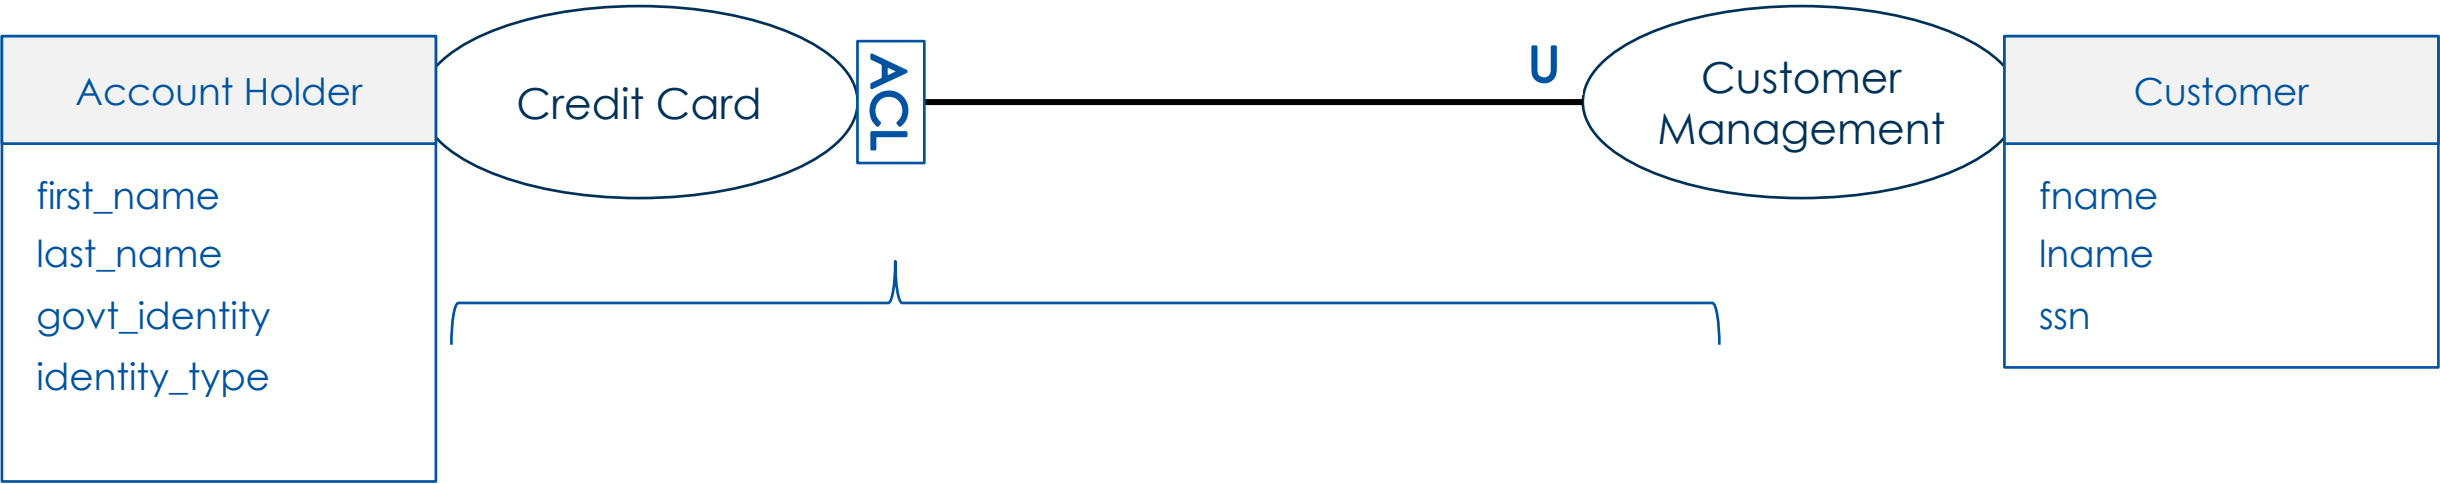 Account Holder
first_name
last_name
govt_identity
identity_type
Credit Card
ACL
U
Customer
Management
Customer
fname
lname
ssn